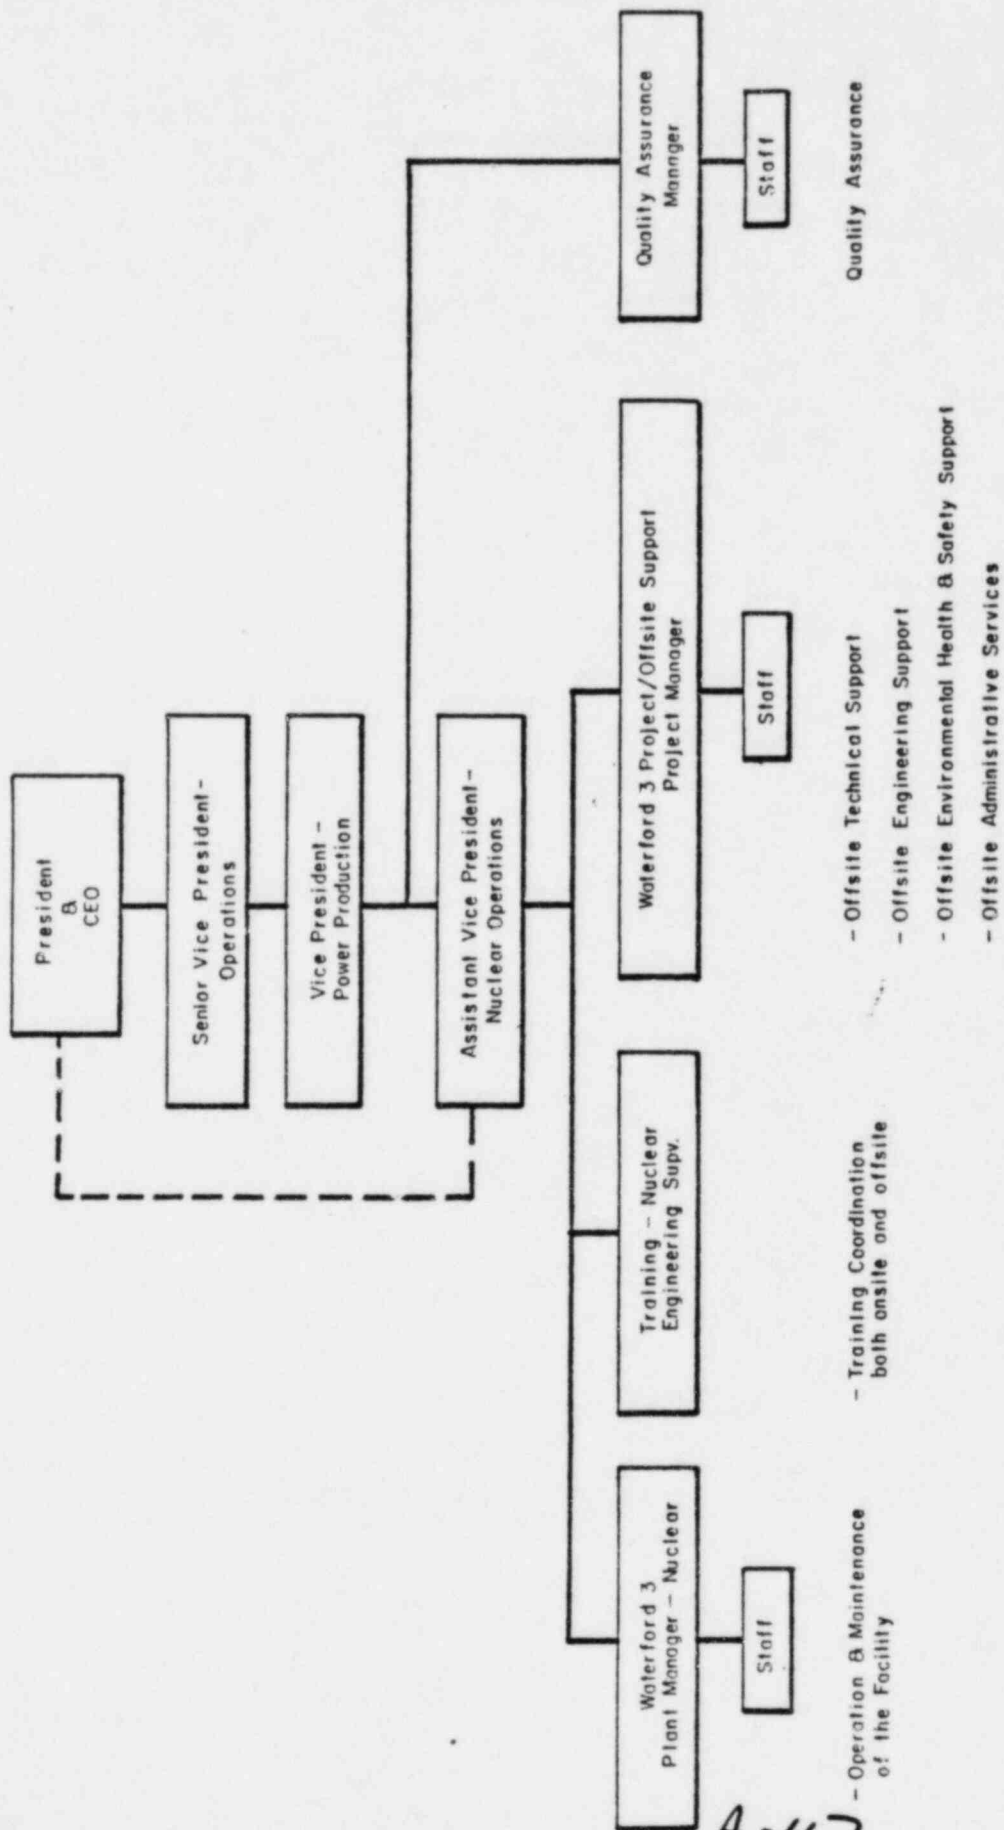 President
&
CEO
Senior Vice President -
Operations
Vice President -
Power Production
Assistant Vice President -
Nuclear Operations
Waterford 3
Plant Manager - Nuclear
Training - Nuclear
Engineering Supv.
Waterford 3 Project/Offsite Support
Project Manager
Quality Assurance
Manager
Staff
Staff
Staff
- Operation & Maintenance
of the Facility
- Training Coordination
both onsite and offsite
- Offsite Technical Support
- Offsite Engineering Support
- Offsite Environmental Health & Safety Support
- Offsite Administrative Services
Quality Assurance